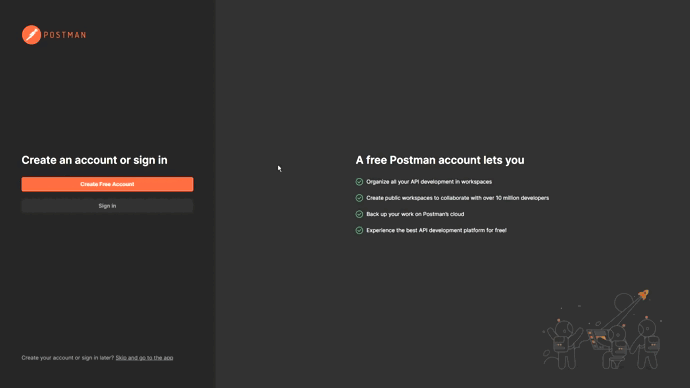 POSTMAN
Create an account or sign in
Create Free Account
Sign in
Create your account or sign in later? Skip and go to the app
A free Postman account lets you
Organize all your API development in workspaces
Create public workspaces to collaborate with over 10 million developers
Back up your work on Postman's cloud
Experience the best API development platform for free!